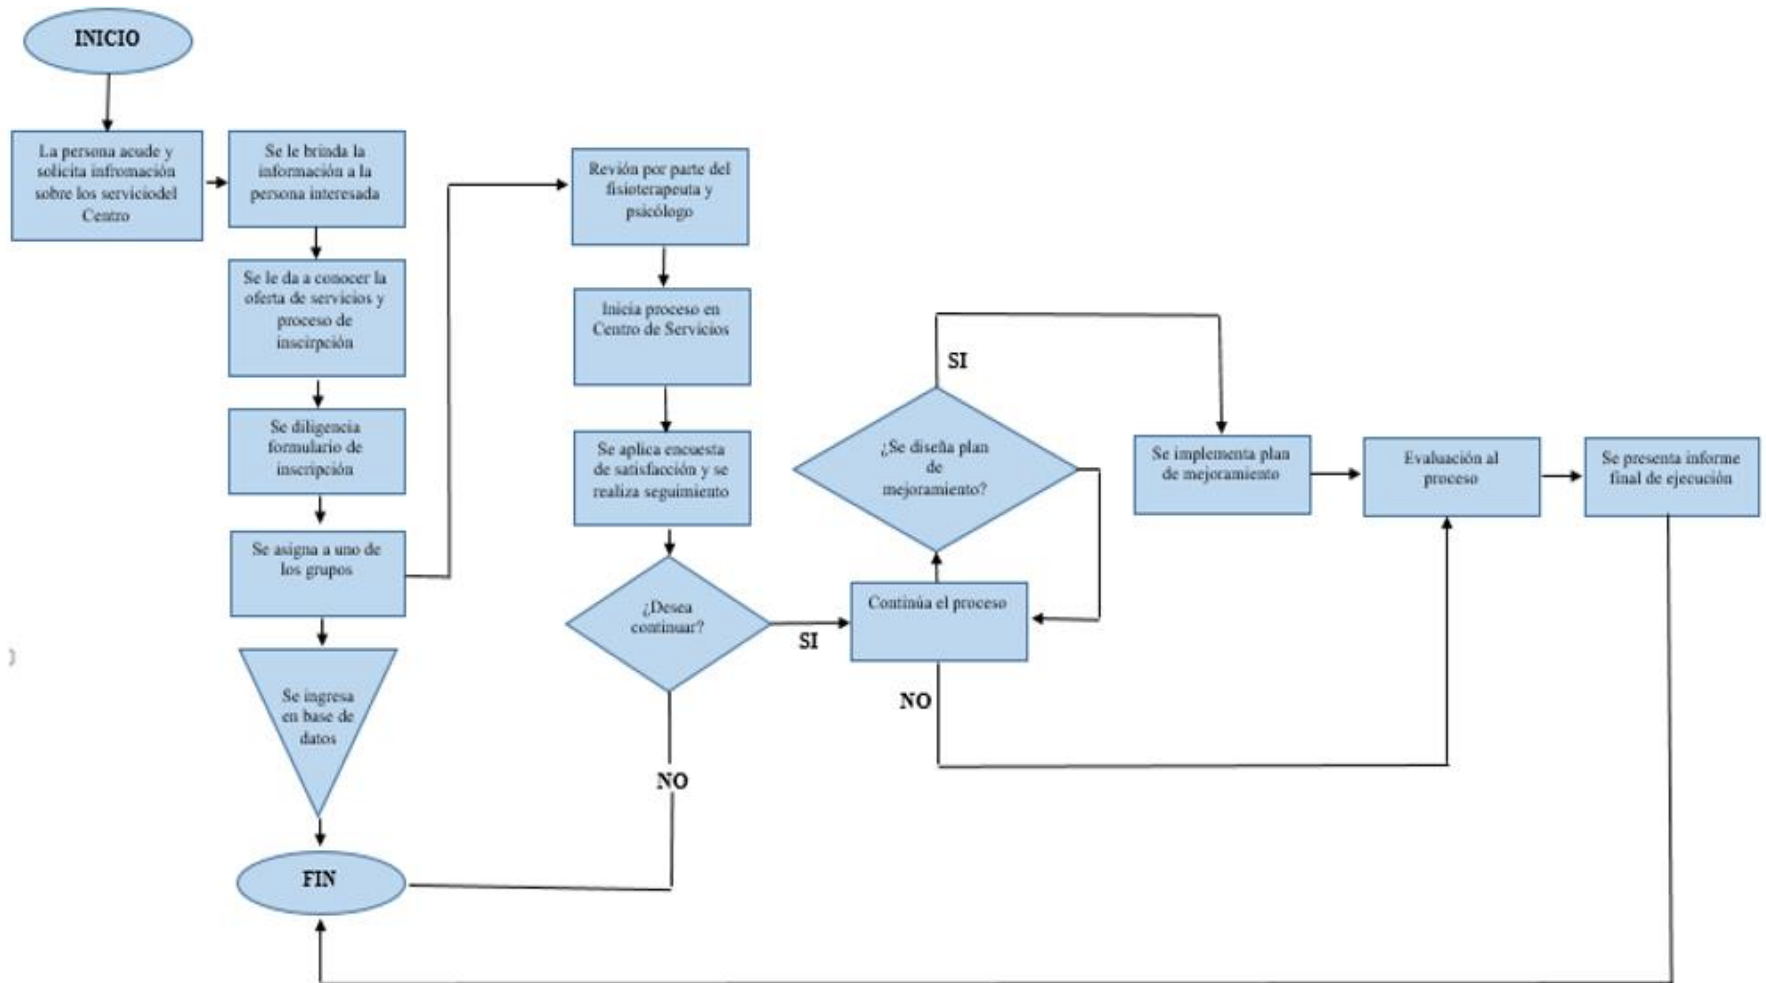 INICIO
La persona acude y
solicita infromación
sobre los serviciodel
Centro
Se le brinda la
información a la
persona interesada
Se le da a conocer la
oferta de servicios y
proceso de
inscirpción
Se diligencia
formulario de
inscripción
Se asigna a uno de
los grupos
Se ingresa
en base de
datos
FIN
Revión por parte del
fisioterapeuta y
psicólogo
Inicia proceso en
Centro de Servicios
Se aplica encuesta
de satisfacción y se
realiza seguimiento
¿Desea
continuar?
SI
NO
Continúa el proceso
NO
¿Se diseña plan
de
mejoramiento?
SI
Se implementa plan
de mejoramiento
Evaluación al
proceso
Se presenta informe
final de ejecución